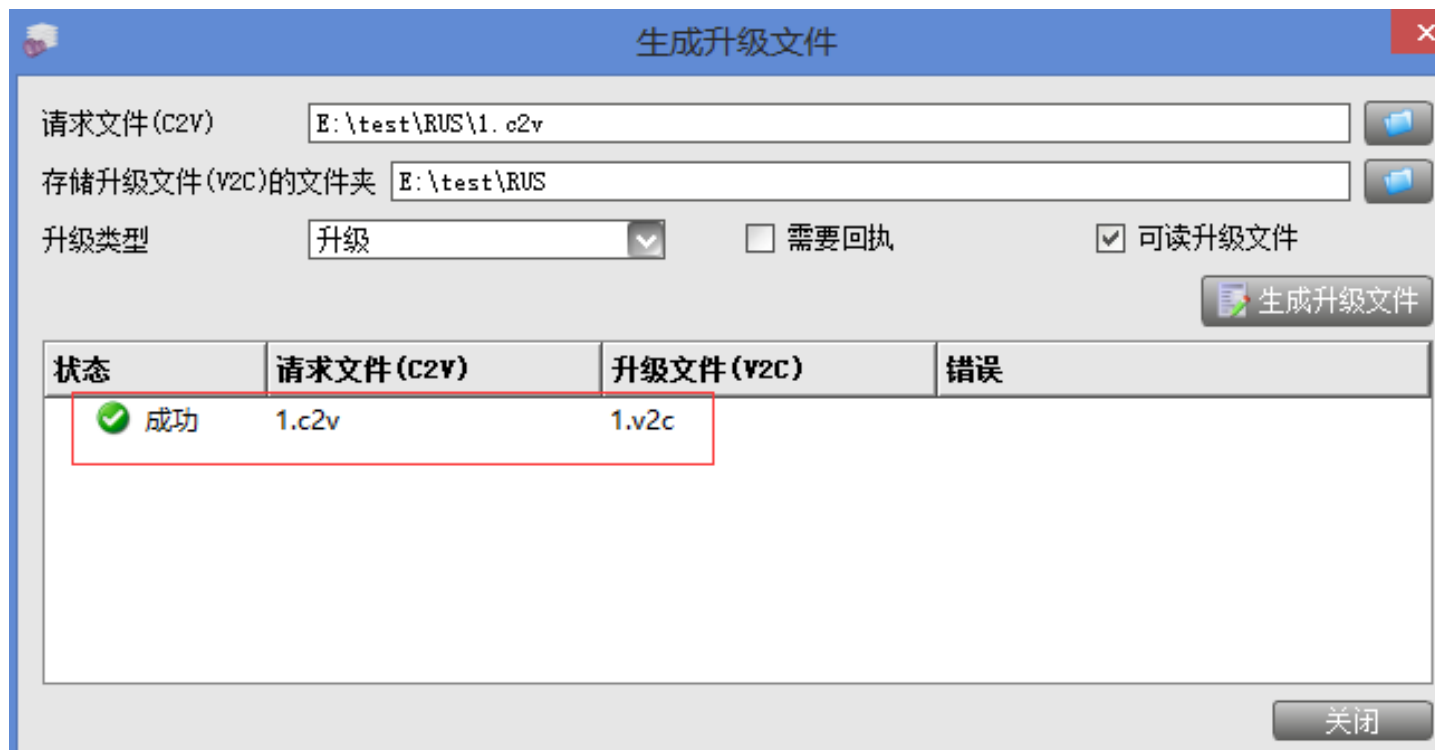 生成升级文件
请求文件(C2V) E:\test\RUS\1.c2v
存储升级文件(V2C)的文件夹 E:\test\RUS
升级类型 升级 需要回执 可读升级文件
生成升级文件
状态 请求文件(C2V) 升级文件(V2C) 错误
成功 1.c2v 1.v2c
关闭